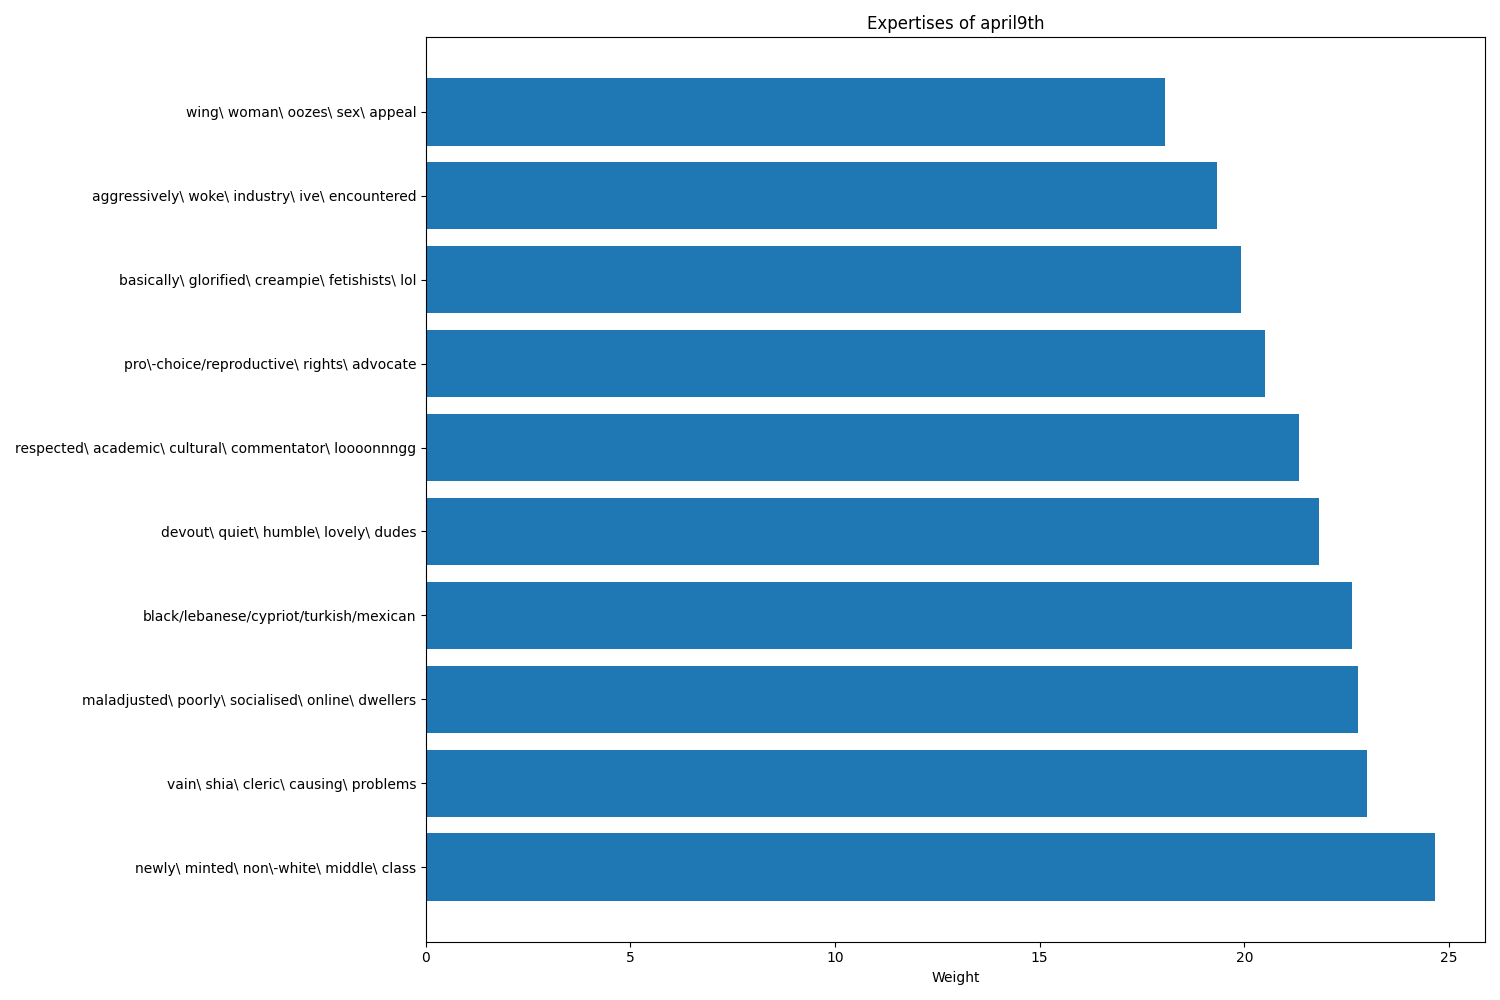 Expertises of april9th
wing\ woman\ oozes\ sex\ appeal
aggressively\ woke\ industry\ ive\ encountered
basically\ glorified\ creampie\ fetishists\ lol
pro\-choice/reproductive\ rights\ advocate
respected\ academic\ cultural\ commentator\ loooonnngg
devout\ quiet\ humble\ lovely\ dudes
black/lebanese/cypriot/turkish/mexican
maladjusted\ poorly\ socialised\ online\ dwellers
vain\ shia\ cleric\ causing\ problems
newly\ minted\ non\-white\ middle\ class
0 5 10 15 20 25
Weight